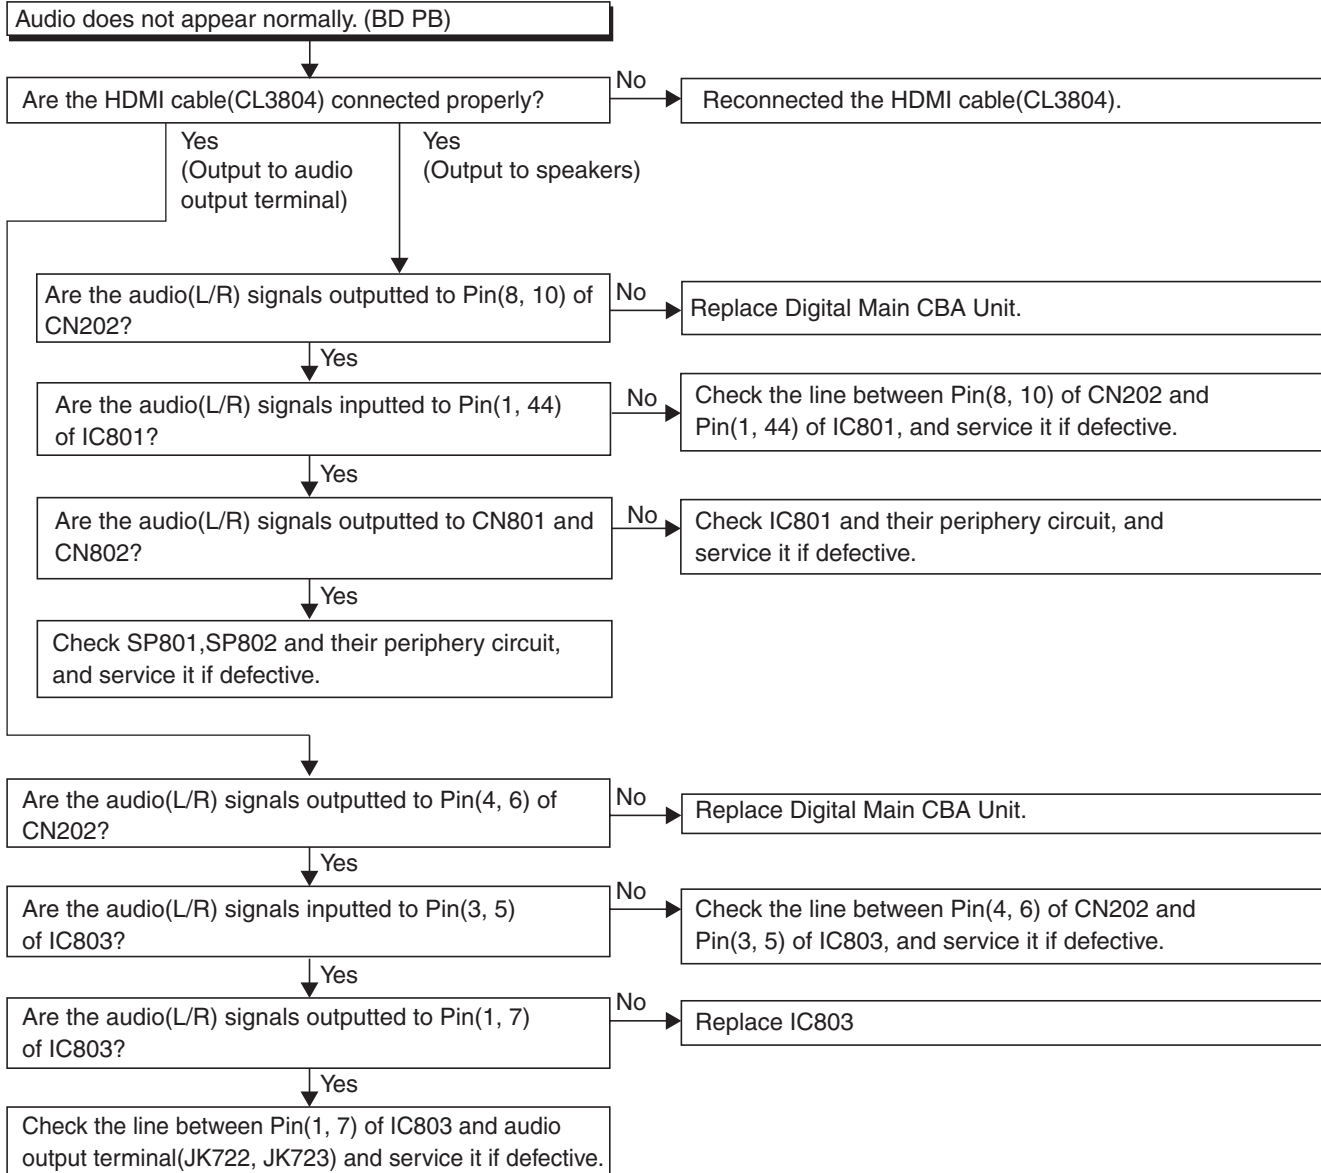 Audio does not appear normally. (BD PB)
Are the HDMI cable(CL3804) connected properly?
No
Reconnected the HDMI cable(CL3804).
Yes
(Output to audio
output terminal)
Yes
(Output to speakers)
Are the audio(L/R) signals outputted to Pin(8, 10) of
CN202?
No
Replace Digital Main CBA Unit.
Yes
Are the audio(L/R) signals inputted to Pin(1, 44)
of IC801?
No
Check the line between Pin(8, 10) of CN202 and
Pin(1, 44) of IC801, and service it if defective.
Yes
Are the audio(L/R) signals outputted to CN801 and
CN802?
No
Check IC801 and their periphery circuit, and
service it if defective.
Yes
Check SP801,SP802 and their periphery circuit,
and service it if defective.
Are the audio(L/R) signals outputted to Pin(4, 6) of
CN202?
No
Replace Digital Main CBA Unit.
Yes
Are the audio(L/R) signals inputted to Pin(3, 5)
of IC803?
No
Check the line between Pin(4, 6) of CN202 and
Pin(3, 5) of IC803, and service it if defective.
Yes
Are the audio(L/R) signals outputted to Pin(1, 7)
of IC803?
No
Replace IC803
Yes
Check the line between Pin(1, 7) of IC803 and audio
output terminal(JK722, JK723) and service it if defective.